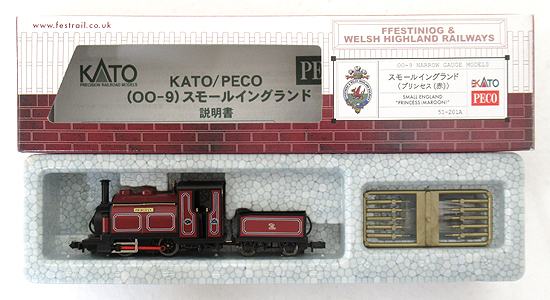 www.festrail.co.uk
FFESTINIOG &
WELSH HIGHLAND RAILWAYS
KATO
PRECISION RAILROAD MODELS
KATO/PECO
(OO-9)スモールイングランド
説明書
PE
OO-9 NARROW GAUGE MODELS
スモールイングランド
(プリンセス(赤))
SMALL ENGLAND
"PRINCESS(MAROON)"
51-201A
KATO
PECO
PRINCESS